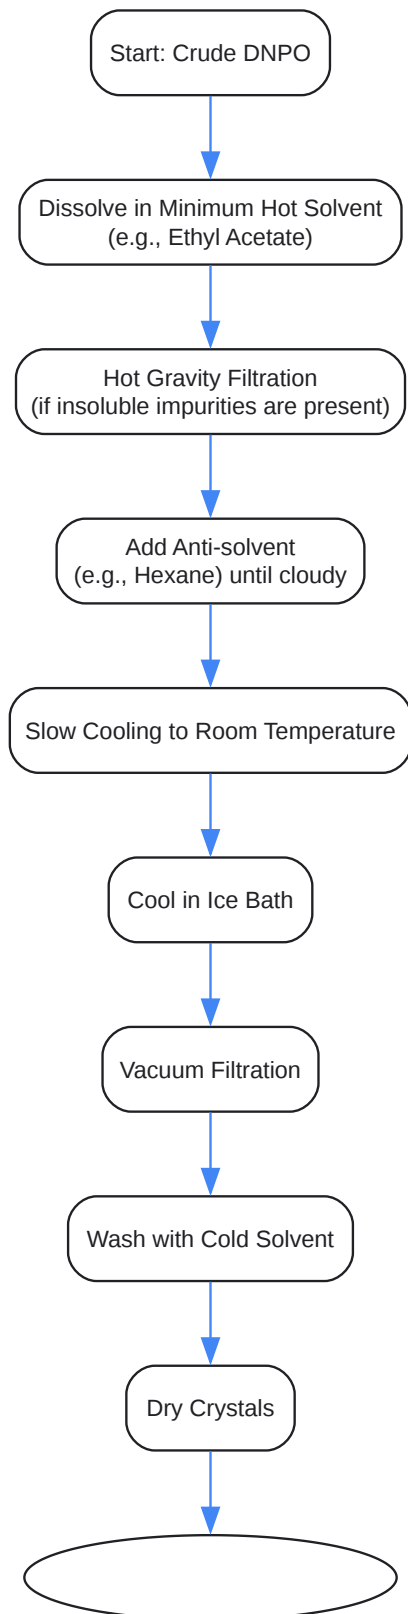 Start: Crude DNPO
Dissolve in Minimum Hot Solvent
(e.g., Ethyl Acetate)
Hot Gravity Filtration
(if insoluble impurities are present)
Add Anti-solvent
(e.g., Hexane) until cloudy
Slow Cooling to Room Temperature
Cool in Ice Bath
Vacuum Filtration
Wash with Cold Solvent
Dry Crystals